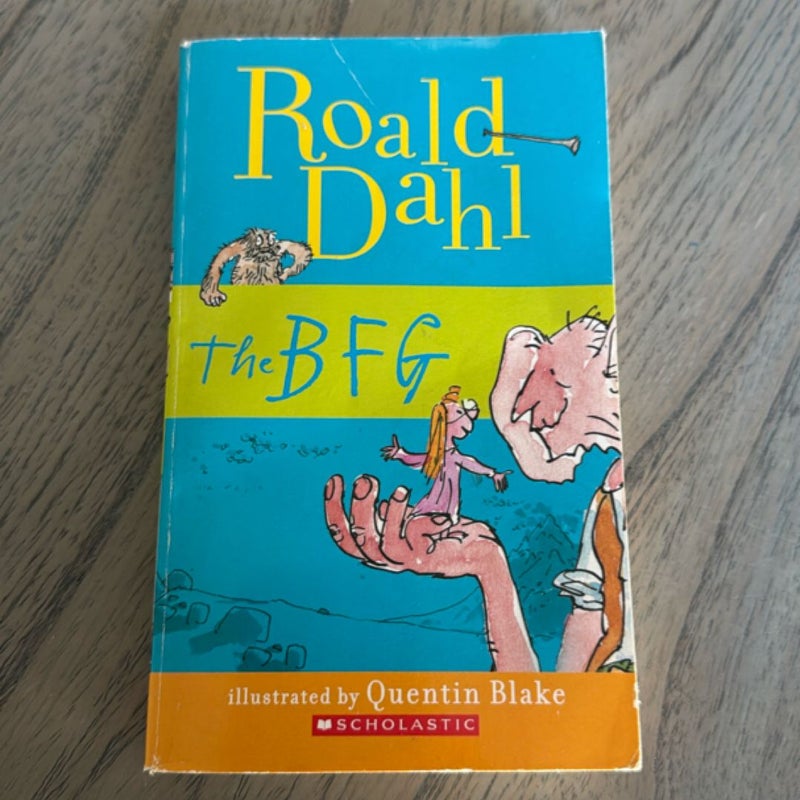 Roald
Dahl
the BFG
illustrated by Quentin Blake
SCHOLASTIC